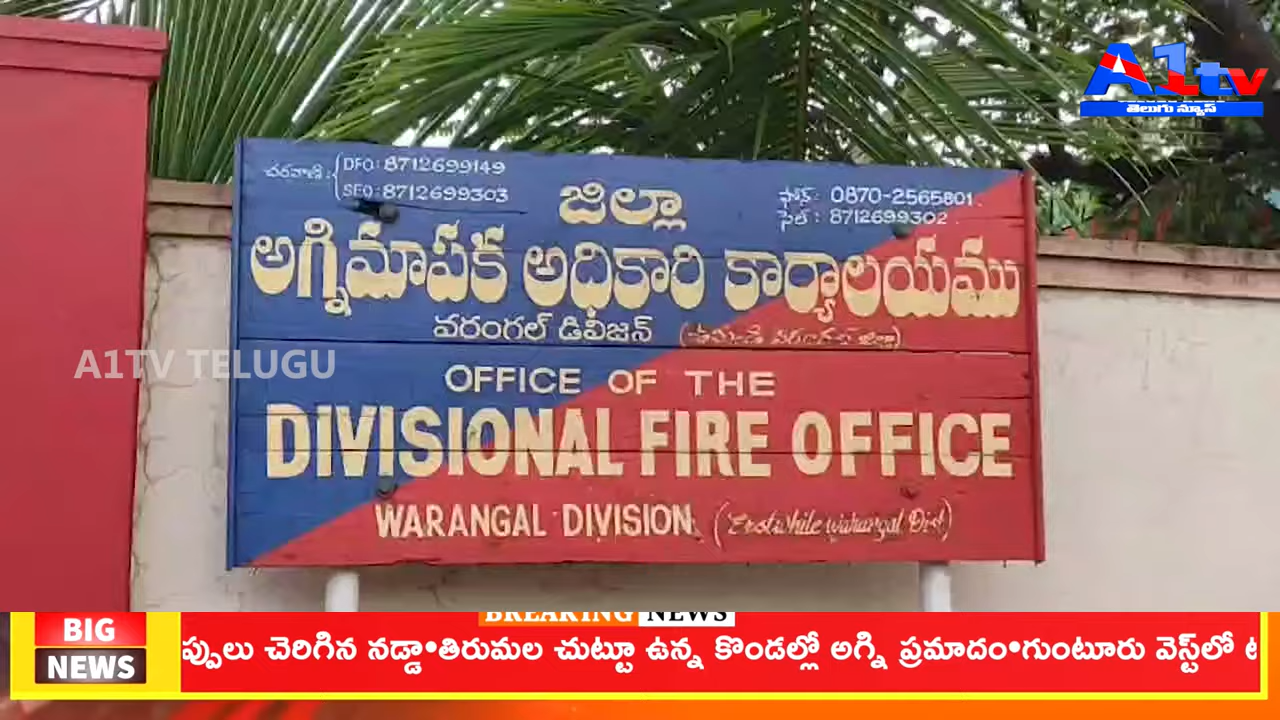 A1tv
తెలుగు న్యూస్
చరవాణి : DFO: 8712699149
SFO: 8712699303
ఫోన్: 0870-2565801.
సెల్ : 8712699302.
జిల్లా
అగ్నిమాపక అధికారి కార్యాలయము
వరంగల్ డివిజన్
A1TV TELUGU
OFFICE OF THE
DIVISIONAL FIRE OFFICE
WARANGAL DIVISION (Erstwhile warangal Dist)
BREAKING NEWS
BIG
NEWS
ప్పులు చెరిగిన నడ్డా•తిరుమల చుట్టూ ఉన్న కొండల్లో అగ్ని ప్రమాదం•గుంటూరు వెస్ట్‌లో